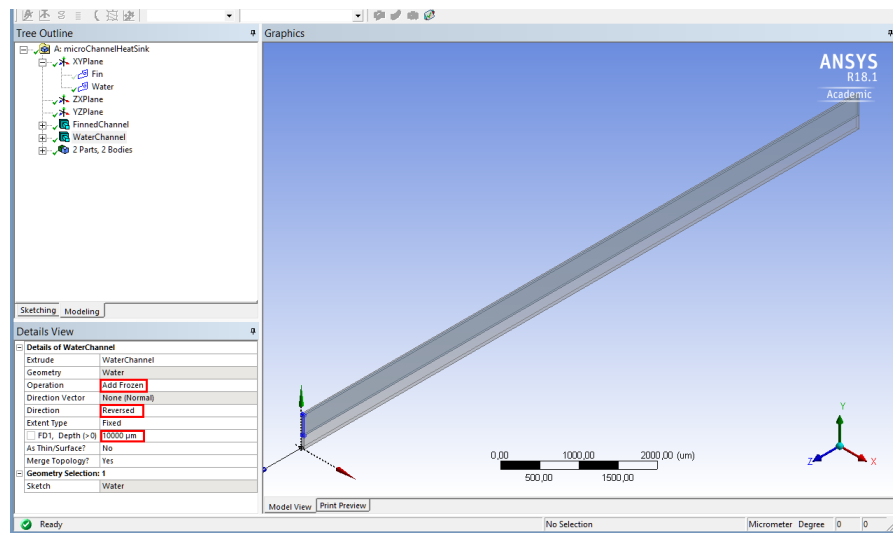 Tree Outline
Graphics
A: microChannelHeatSink
XYPlane
Fin
Water
ZXPlane
YZPlane
FinnedChannel
WaterChannel
2 Parts, 2 Bodies
ANSYS
R18.1
Academic
Sketching Modeling
Details View
Details of WaterChannel
Extrude WaterChannel
Geometry Water
Operation Add Frozen
Direction Vector None (Normal)
Direction Reversed
Extent Type Fixed
FD1, Depth (>0) 10000 µm
As Thin/Surface? No
Merge Topology? Yes
Geometry Selection: 1
Sketch Water
0,00 1000,00 2000,00 (um)
500,00 1500,00
Y
Z X
Model View Print Preview
Ready No Selection Micrometer Degree 0 0